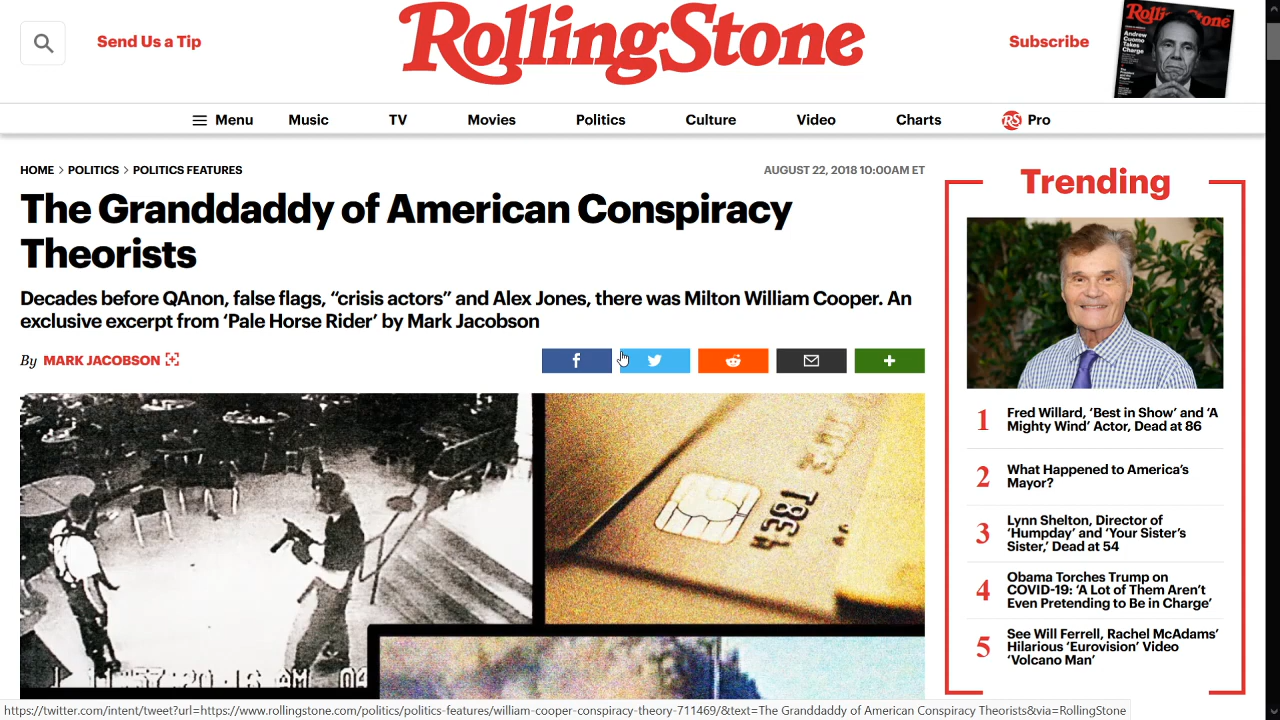 Send Us a Tip
RollingStone
Subscribe
RollingStone
Andrew
Cuomo
Takes
Charge
Menu
Music
TV
Movies
Politics
Culture
Video
Charts
RS Pro
HOME > POLITICS > POLITICS FEATURES
AUGUST 22, 2018 10:00AM ET
The Granddaddy of American Conspiracy
Theorists
Decades before QAnon, false flags, “crisis actors” and Alex Jones, there was Milton William Cooper. An
exclusive excerpt from ‘Pale Horse Rider’ by Mark Jacobson
By MARK JACOBSON
f
4381
Trending
1 Fred Willard, ‘Best in Show’ and ‘A
Mighty Wind’ Actor, Dead at 86
2 What Happened to America’s
Mayor?
3 Lynn Shelton, Director of
‘Humpday’ and ‘Your Sister’s
Sister,’ Dead at 54
4 Obama Torches Trump on
COVID-19: ‘A Lot of Them Aren’t
Even Pretending to Be in Charge’
5 See Will Ferrell, Rachel McAdams’
Hilarious ‘Eurovision’ Video
‘Volcano Man’
https://twitter.com/intent/tweet?url=https://www.rollingstone.com/politics/politics-features/william-cooper-conspiracy-theory-711469/&text=The Granddaddy of American Conspiracy Theorists&via=RollingStone